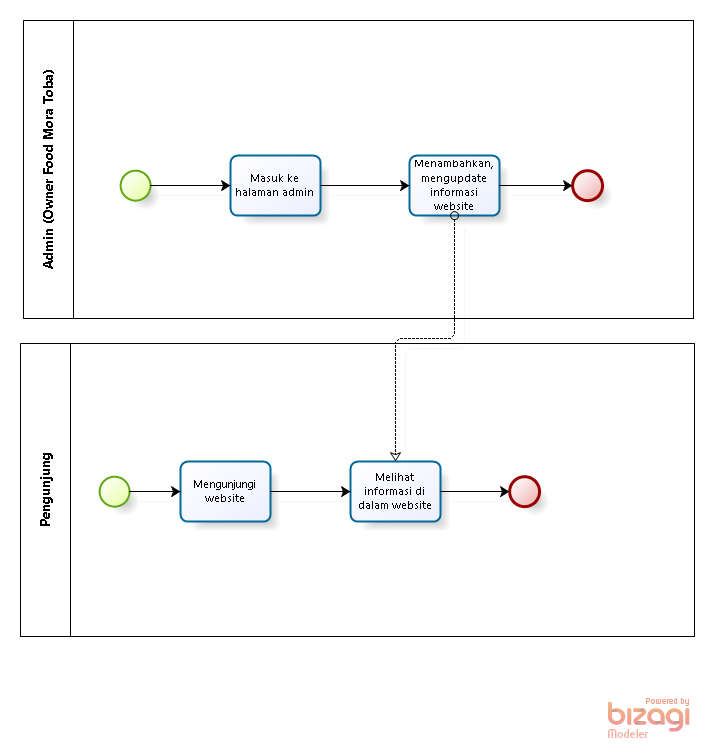 Admin (Owner Food Mora Toba)
Masuk ke
halaman admin
Menambahkan,
mengupdate
informasi
website
Pengunjung
Mengunjungi
website
Melihat
informasi di
dalam website
Powered by
bizagi
Modeler